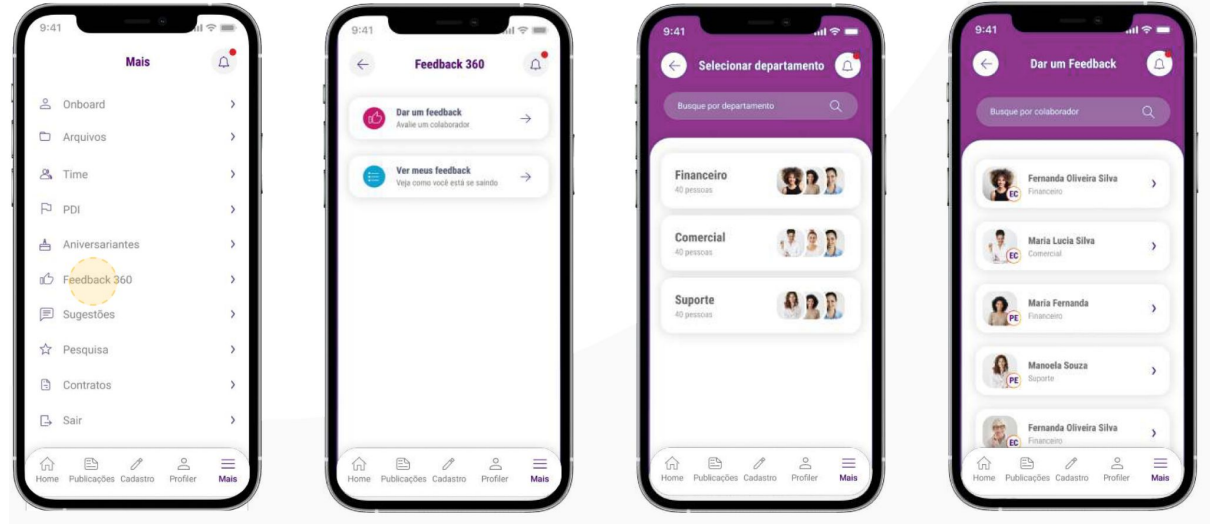 9:41
Mais
Onboard
Arquivos
Time
PDI
Aniversariantes
Feedback 360
Sugestões
Pesquisa
Contratos
Sair
Home Publicações Cadastro Profiler Mais
9:41
Feedback 360
Dar um feedback
Avalie um colaborador
Ver meus feedback
Veja como você está se saindo
Home Publicações Cadastro Profiler Mais
9:41
Selecionar departamento
Busque por departamento
Financeiro
40 pessoas
Comercial
40 pessoas
Suporte
40 pessoas
Home Publicações Cadastro Profiler Mais
9:41
Dar um Feedback
Busque por colaborador
Fernanda Oliveira Silva
EC
Financeiro
Maria Lucia Silva
EC
Comercial
Maria Fernanda
PE
Financeiro
Manoela Souza
PE
Suporte
Fernanda Oliveira Silva
EC
Financeiro
Home Publicações Cadastro Profiler Mais